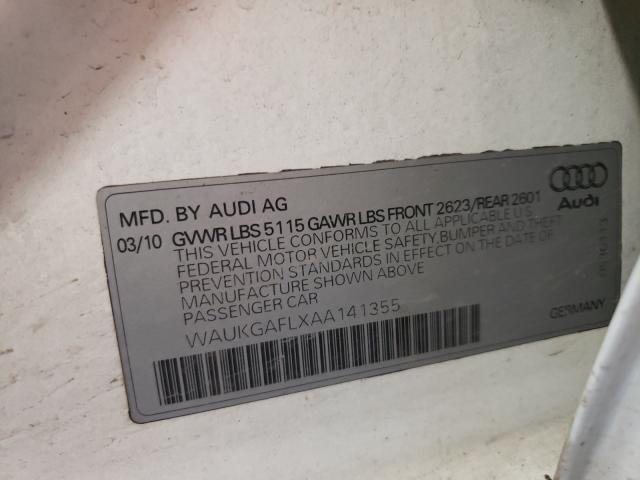 MFD. BY AUDI AG
03/10 GVWR LBS 5115 GAWR LBS FRONT 2623/REAR 2601
THIS VEHICLE CONFORMS TO ALL APPLICABLE U.S.
FEDERAL MOTOR VEHICLE SAFETY, BUMPER AND THEFT
PREVENTION STANDARDS IN EFFECT ON THE DATE OF
MANUFACTURE SHOWN ABOVE
PASSENGER CAR
WAUKGAFLXAA141355
Audi
GERMANY